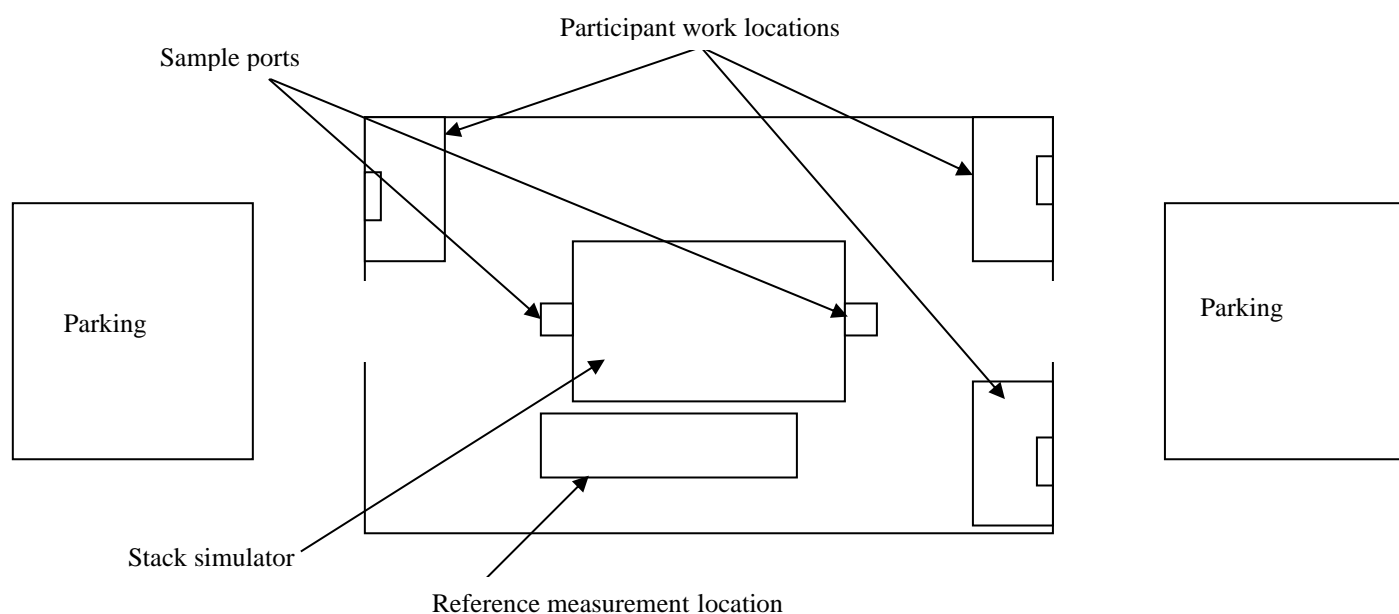 Participant work locations
Sample ports
Parking
Parking
Stack simulator
Reference measurement location